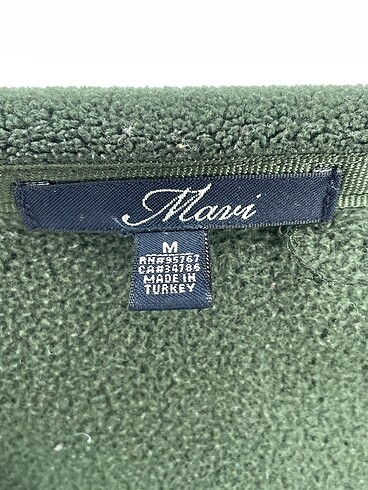 Mavi
M
RN#95767
CA#34786
MADE IN
TURKEY